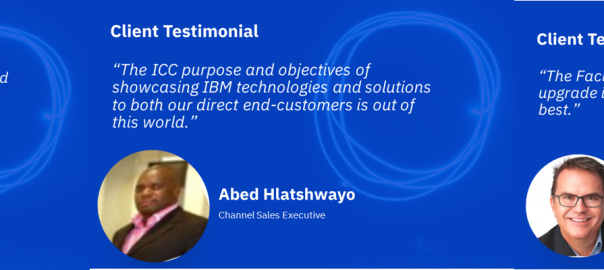 d
Client Testimonial
“The ICC purpose and objectives of
showcasing IBM technologies and solutions
to both our direct end-customers is out of
this world.”
Abed Hlatshwayo
Channel Sales Executive
Client Te
“The Faci
upgrade i
best.”